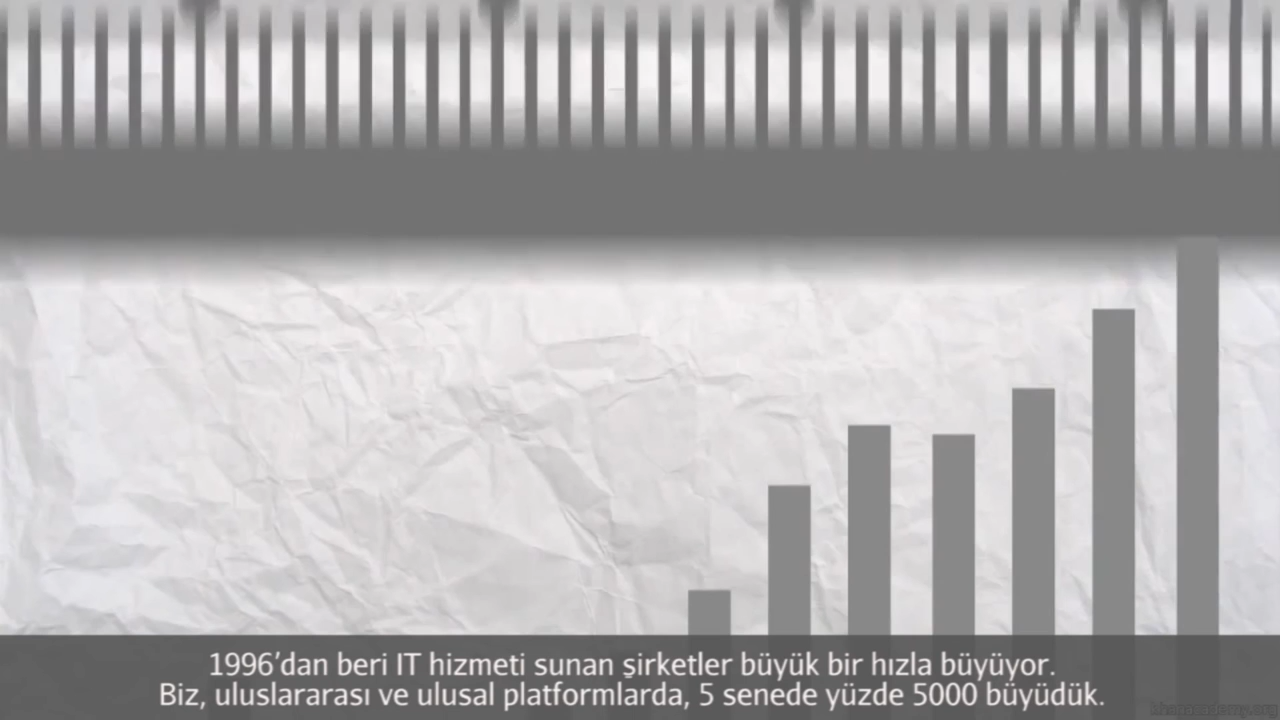 1996'dan beri IT hizmeti sunan şirketler büyük bir hızla büyüyor.
Biz, uluslararası ve ulusal platformlarda, 5 senede yüzde 5000 büyüdük.